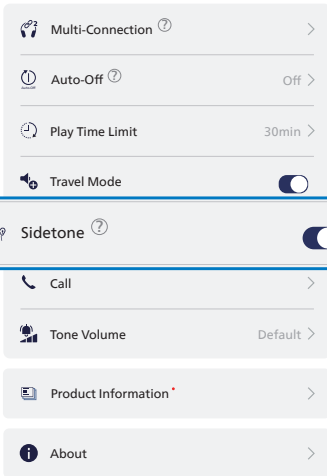 Multi-Connection ?
Auto-Off ? Off
Play Time Limit 30min
Travel Mode
Sidetone ?
Call
Tone Volume Default
Product Information*
About